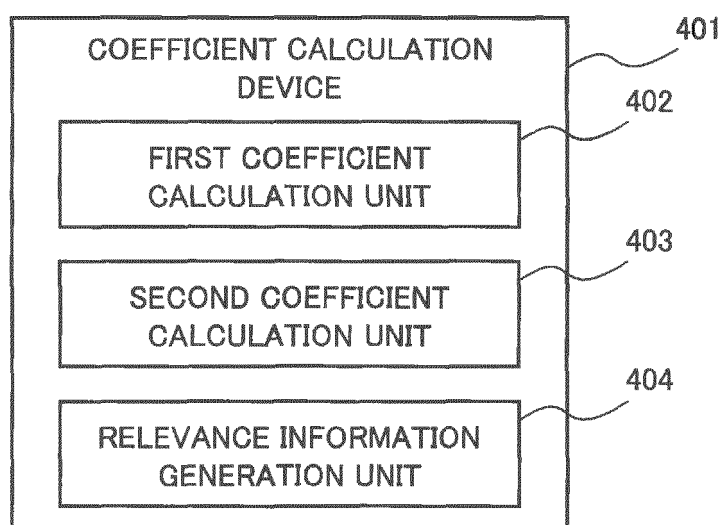 COEFFICIENT CALCULATION
DEVICE
401
402
FIRST COEFFICIENT
CALCULATION UNIT
403
SECOND COEFFICIENT
CALCULATION UNIT
404
RELEVANCE INFORMATION
GENERATION UNIT